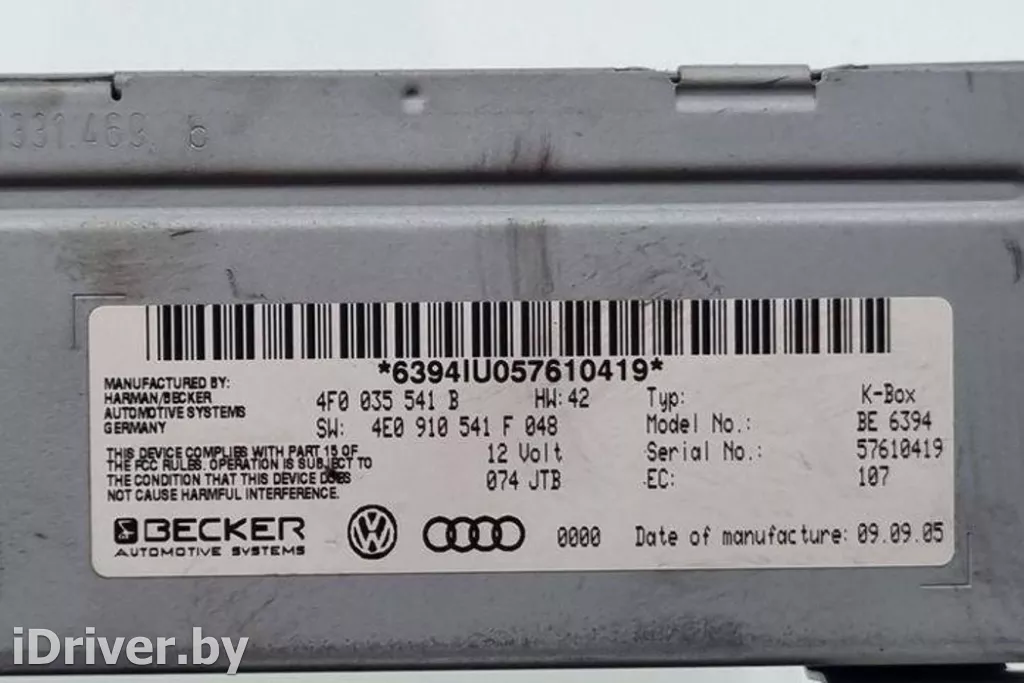 1331.469, b
*6394IU057610419*
MANUFACTURED BY:
HARMAN/BECKER
AUTOMOTIVE SYSTEMS
GERMANY
4F0 035 541 B HW: 42
SW: 4E0 910 541 F 048
12 Volt
074 JTB
Typ: K-Box
Model No.: BE 6394
Serial No.: 57610419
EC: 107
THIS DEVICE COMPLIES WITH PART 15 OF
THE FCC RULES. OPERATION IS SUBJECT TO
THE CONDITION THAT THIS DEVICE DOES
NOT CAUSE HARMFUL INTERFERENCE.
BECKER
AUTOMOTIVE SYSTEMS
0000
Date of manufacture: 09.09.05
iDriver.by